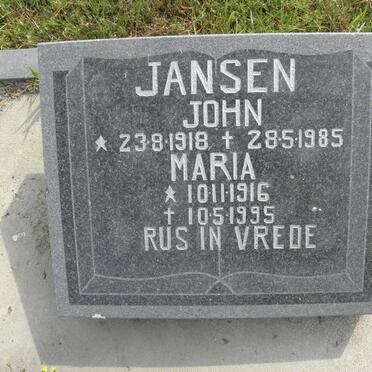 JANSEN
JOHN
☆ 23·8·1918 ✝ 28·5·1985
MARIA
☆ 10·11·1916
✝ 10·5·1995
RUS IN VREDE